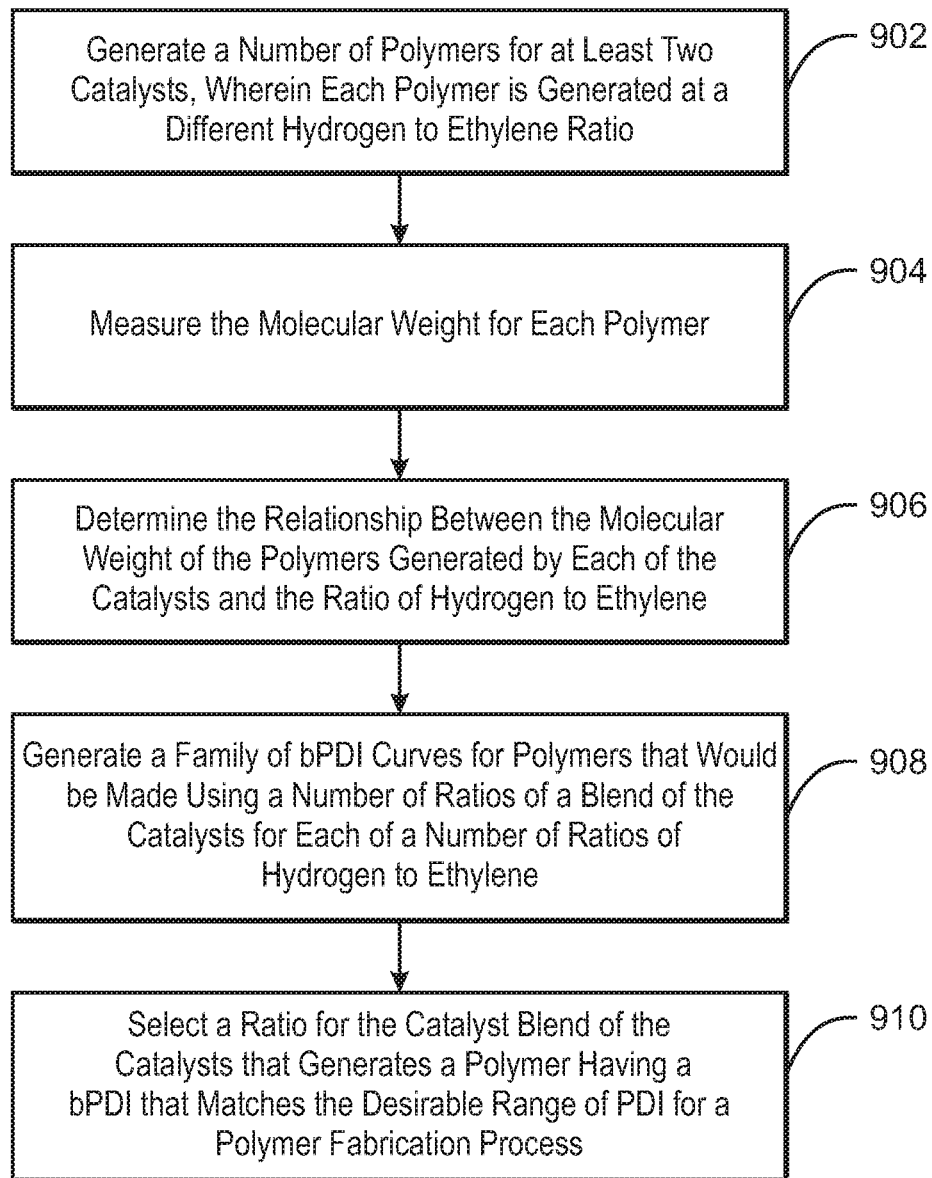 Generate a Number of Polymers for at Least Two
Catalysts, Wherein Each Polymer is Generated at a
Different Hydrogen to Ethylene Ratio
902
Measure the Molecular Weight for Each Polymer
904
Determine the Relationship Between the Molecular
Weight of the Polymers Generated by Each of the
Catalysts and the Ratio of Hydrogen to Ethylene
906
Generate a Family of bPDI Curves for Polymers that Would
be Made Using a Number of Ratios of a Blend of the
Catalysts for Each of a Number of Ratios of
Hydrogen to Ethylene
908
Select a Ratio for the Catalyst Blend of the
Catalysts that Generates a Polymer Having a
bPDI that Matches the Desirable Range of PDI for a
Polymer Fabrication Process
910